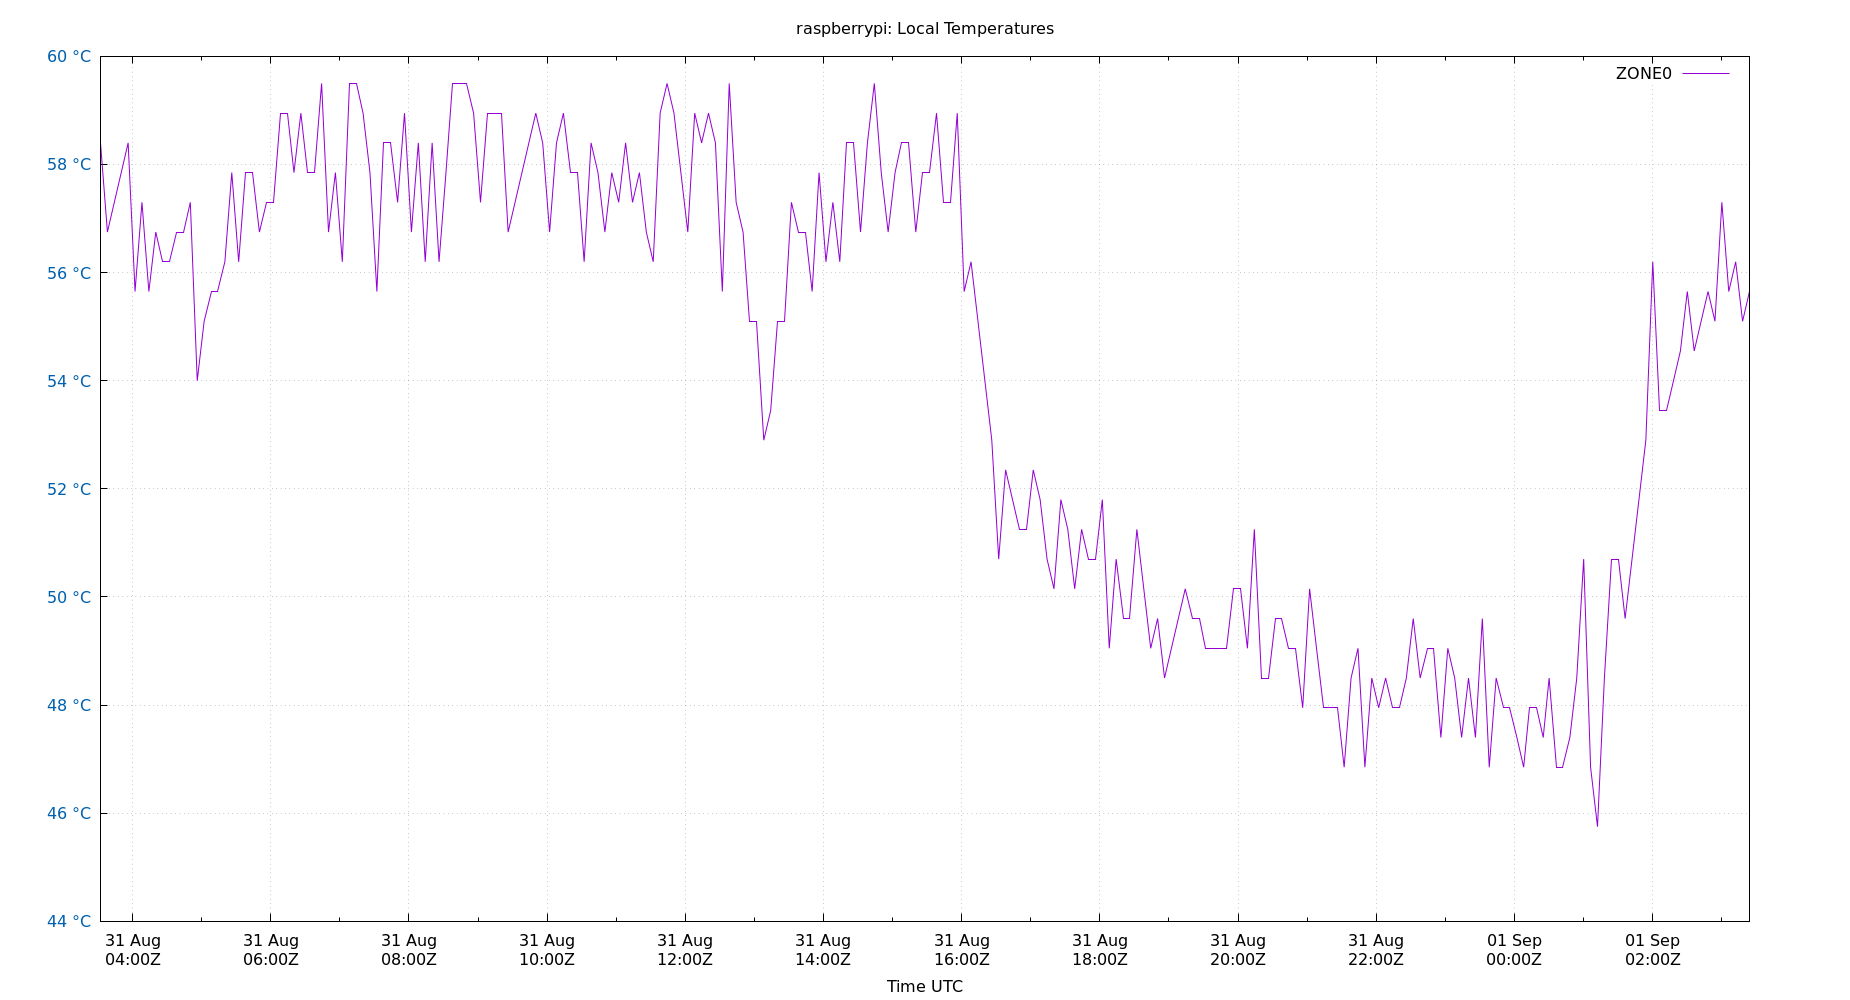 raspberrypi: Local Temperatures
60 °C
ZONE0
58 °C
56 °C
54 °C
52 °C
50 °C
48 °C
46 °C
44 °C
31 Aug 31 Aug 31 Aug 31 Aug 31 Aug 31 Aug 31 Aug 31 Aug 31 Aug 31 Aug 01 Sep 01 Sep
04:00Z 06:00Z 08:00Z 10:00Z 12:00Z 14:00Z 16:00Z 18:00Z 20:00Z 22:00Z 00:00Z 02:00Z
Time UTC